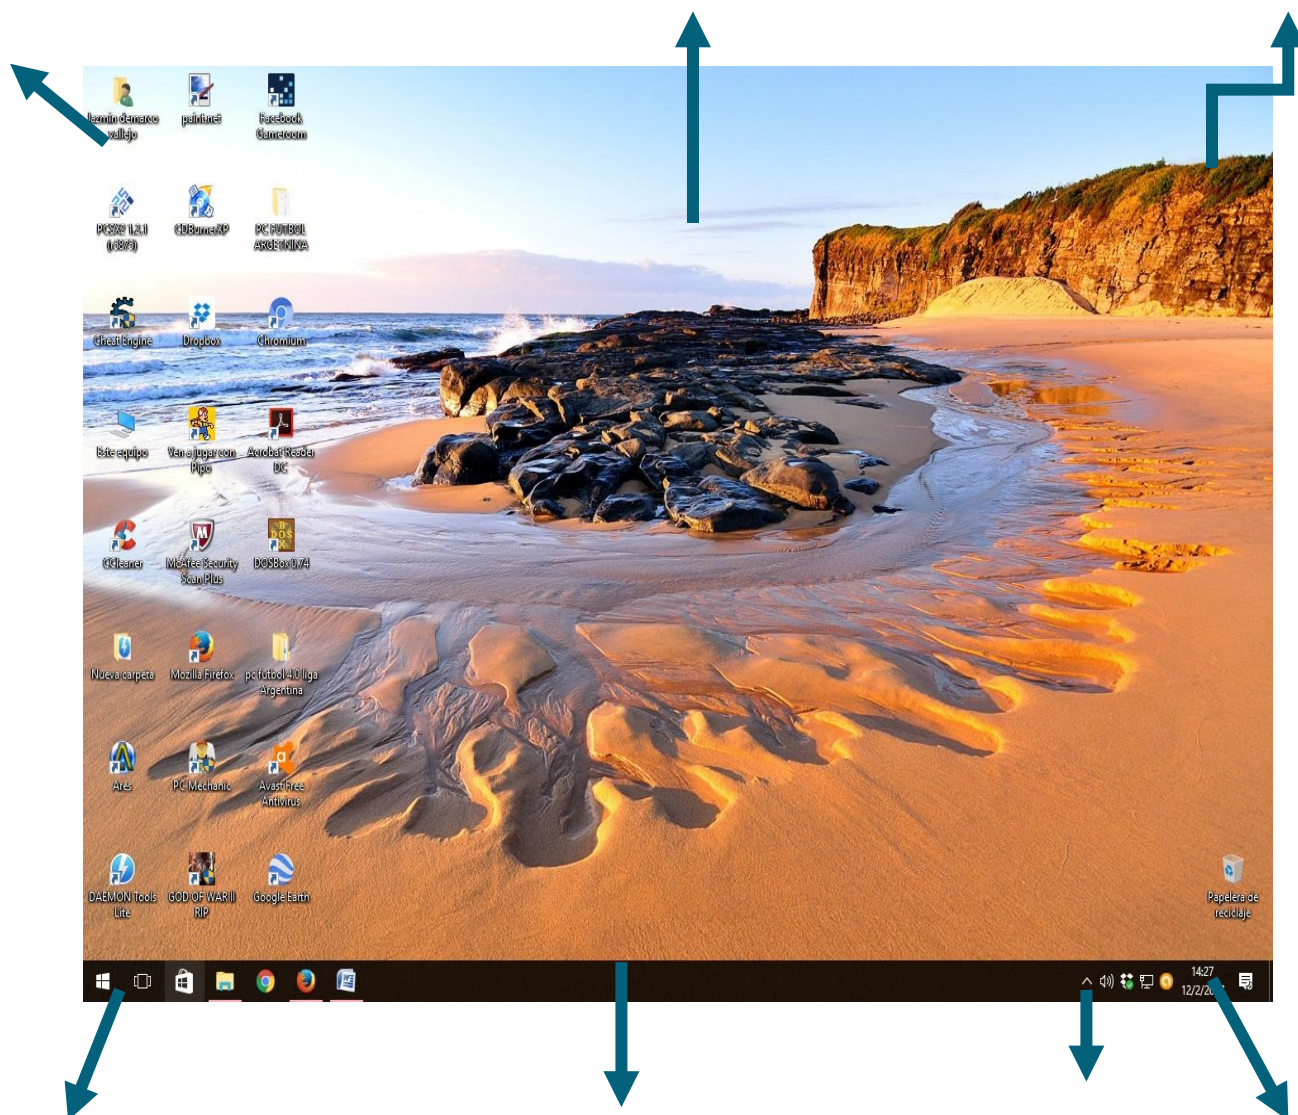 Jazmin demarco
vallejo
paint.net
Facebook
Gameroom
PCSX2 1.2.1
(r5875)
CDBurnerXP
PC FUTBOL
ARGETNINA
Cheat Engine
Dropbox
Chromium
Este equipo
Ven a jugar con
Pipo
Acrobat Reader
DC
CCleaner
McAfee Security
Scan Plus
DOSBox 0.74
Nueva carpeta
Mozilla Firefox
pc futbol 4.0 liga
Argentina
Ares
PC Mechanic
Avast Free
Antivirus
DAEMON Tools
Lite
GOD OF WAR II
RIP
Google Earth
Papelera de
reciclaje
14:27
12/2/